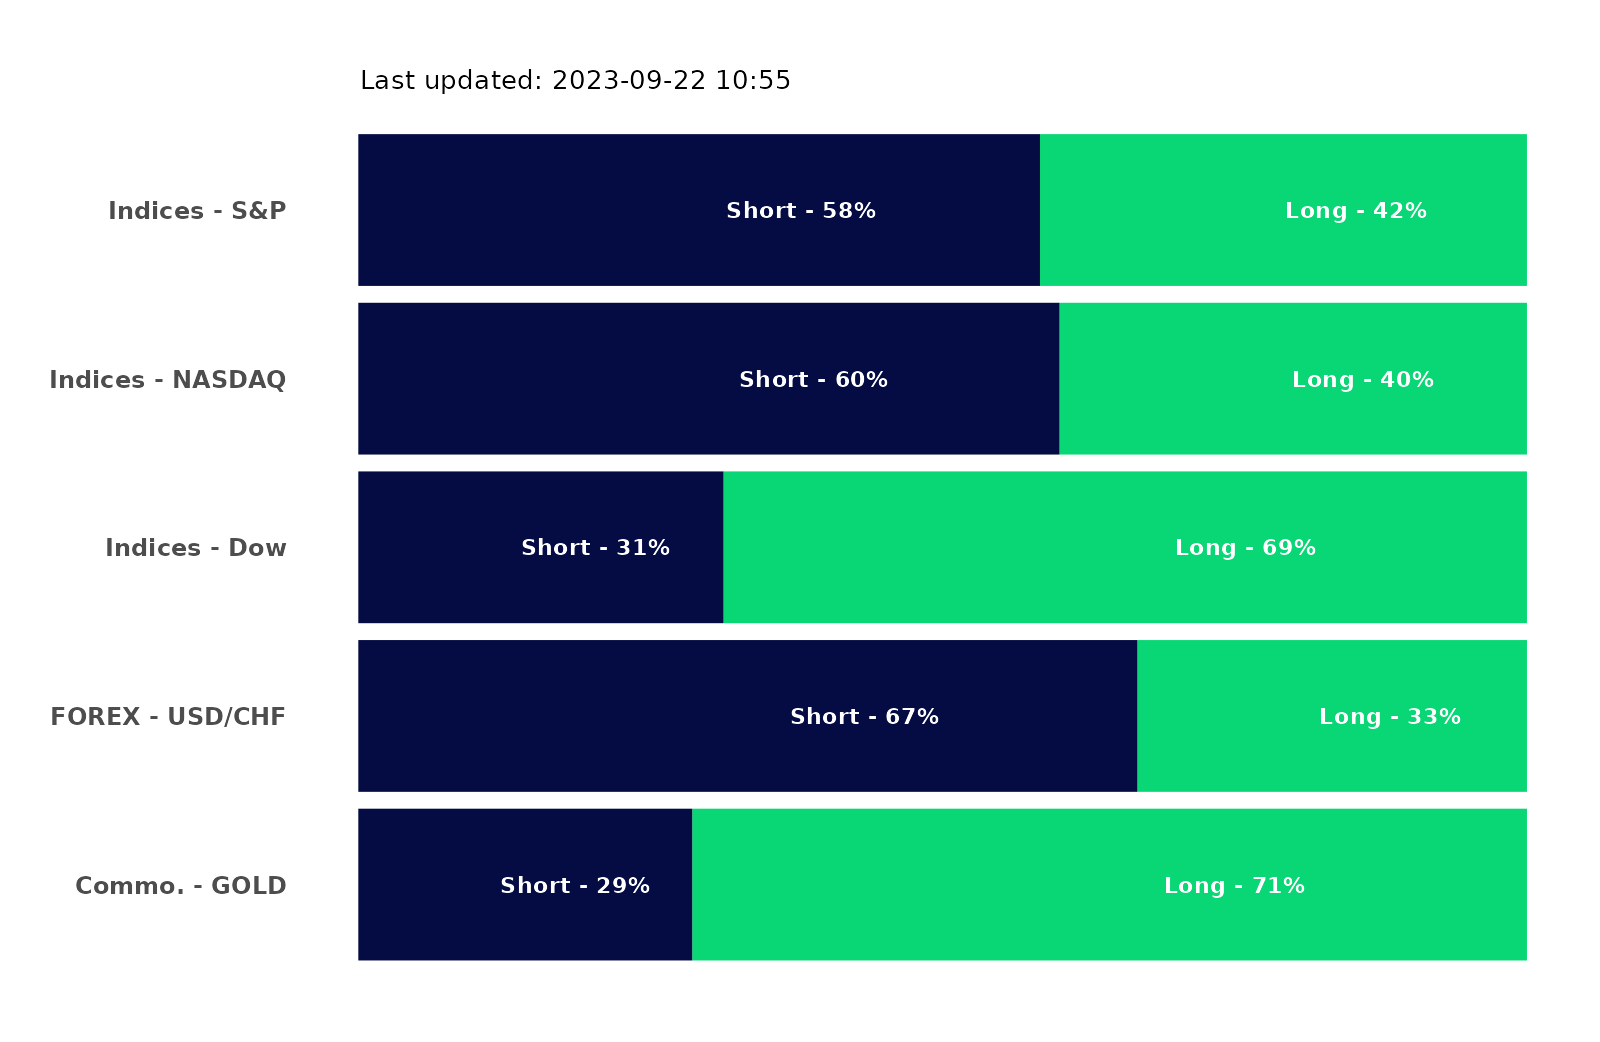 Last updated: 2023-09-22 10:55
Indices - S&P Short - 58% Long - 42%
Indices - NASDAQ Short - 60% Long - 40%
Indices - Dow Short - 31% Long - 69%
FOREX - USD/CHF Short - 67% Long - 33%
Commo. - GOLD Short - 29% Long - 71%